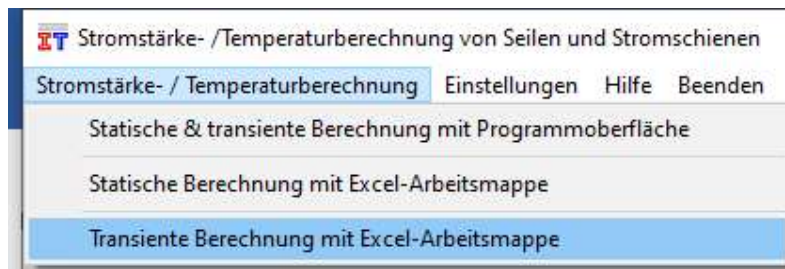 IT Stromstärke- /Temperaturberechnung von Seilen und Stromschienen
Stromstärke- / Temperaturberechnung Einstellungen Hilfe Beenden
Statische & transiente Berechnung mit Programmoberfläche
Statische Berechnung mit Excel-Arbeitsmappe
Transiente Berechnung mit Excel-Arbeitsmappe